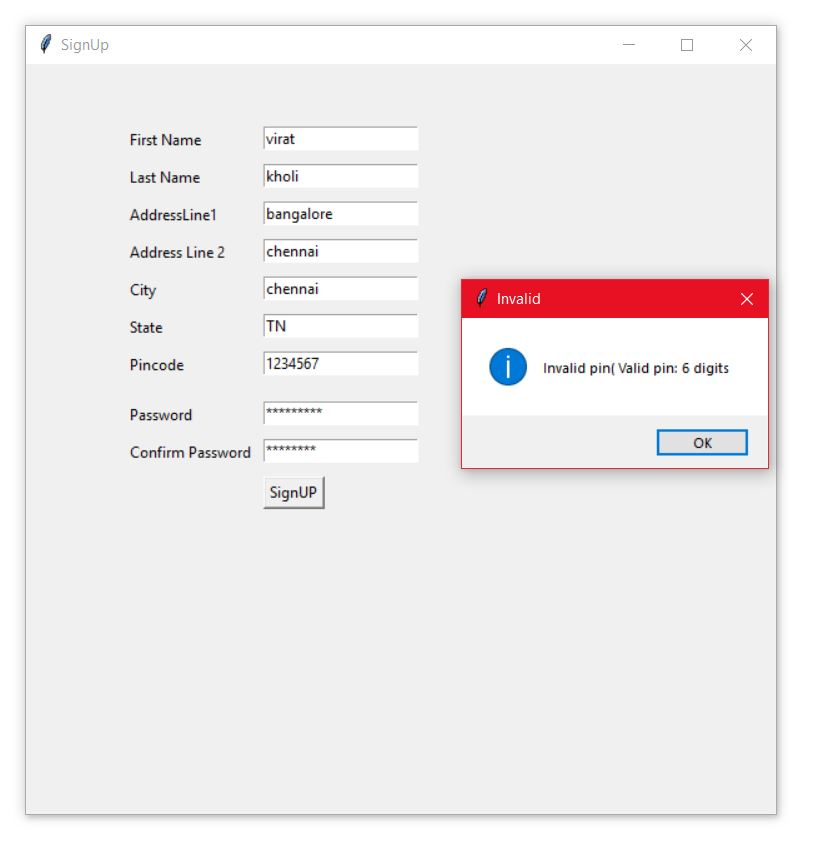 SignUp
First Name virat
Last Name kholi
AddressLine1 bangalore
Address Line 2 chennai
City chennai
State TN
Pincode 1234567
Password *********
Confirm Password ********
SignUP
Invalid
Invalid pin( Valid pin: 6 digits
OK